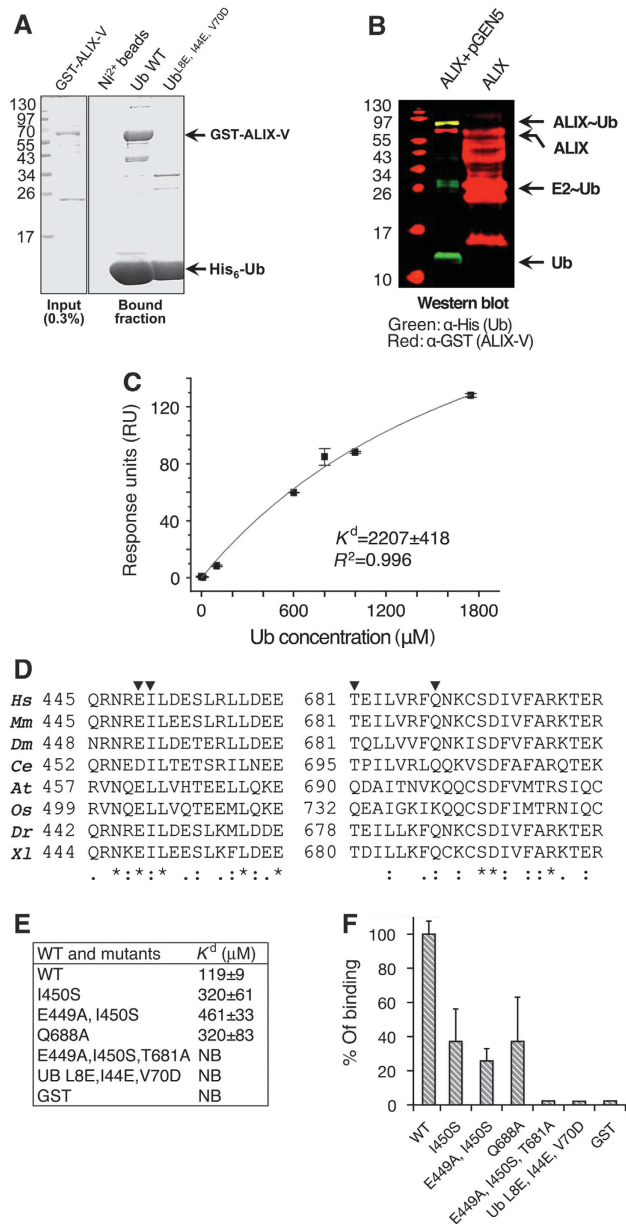 A
GST-ALIX-V
Ni2+ beads
Ub WT
UbL8E, I44E, V70D
130
97
70
55
43
34
26
17
GST-ALIX-V
His6-Ub
Input
(0.3%)
Bound
fraction
B
ALIX+pGEN5
ALIX
130
97
72
55
43
34
26
17
10
ALIX~Ub
ALIX
E2~Ub
Ub
Western blot
Green: α-His (Ub)
Red: α-GST (ALIX-V)
C
Response units (RU)
120
80
40
0
Kd=2207±418
R2=0.996
0 600 1200 1800
Ub concentration (μM)
D
Hs 445 QRNREILDESLRLLDEE 681 TEILVRFQNKCSDIVFARKTER
Mm 445 QRNREILEESLRLLDEE 681 TEILVRFQNKCSDIVFARKTER
Dm 448 NRNREILDETERLLDEE 681 TQLLVVFQNKISDIVFARKTEK
Ce 452 QRNEDILTETSRILNEE 695 TPILVRLQQKVSDFAFARQTEK
At 457 RVNQELLVHTEELLQKE 690 QDAITNVKQQCSDFVMTRSIQC
Os 499 RVNQELLVQTEEMLQKE 732 QEAIGKIKQQCSDFIMTRNIQC
Dr 442 QRNREILDESLKMLDDE 678 TEILLKFQNKCSDIVFARKTER
Xl 444 QRNKEILEESLKFLDEE 680 TDILLKFQCKCSDIVFARKTER
. *:*:* .: :* .* : .: :**: :* . :
E
WT and mutants Kd (μM)
WT 119±9
I450S 320±61
E449A, I450S 461±33
Q688A 320±83
E449A,I450S,T681A NB
UB L8E,I44E,V70D NB
GST NB
F
% Of binding
100
80
60
40
20
0
WT
I450S
E449A, I450S
Q688A
E449A, I450S, T681A
Ub L8E, I44E, V70D
GST